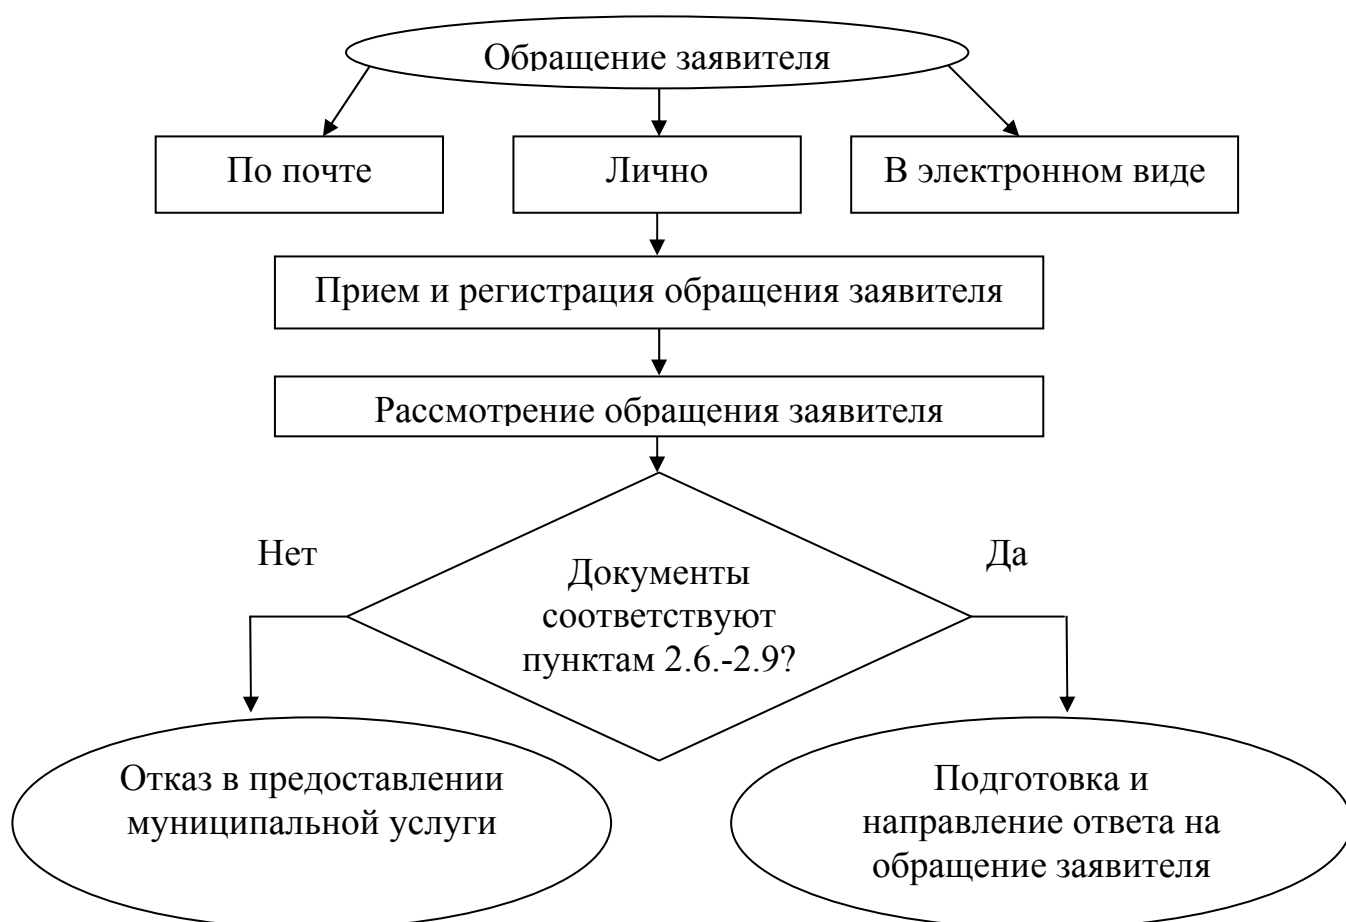 Обращение заявителя
По почте
Лично
В электронном виде
Прием и регистрация обращения заявителя
Рассмотрение обращения заявителя
Нет
Да
Документы
соответствуют
пунктам 2.6.-2.9?
Отказ в предоставлении
муниципальной услуги
Подготовка и
направление ответа на
обращение заявителя